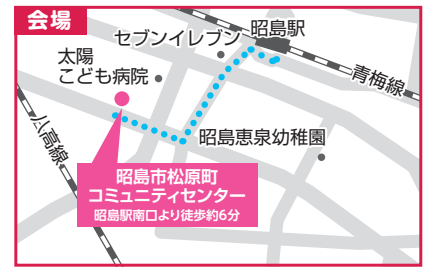 会場
昭島駅
セブンイレブン
太陽
こども病院
青梅線
八高線
昭島恵泉幼稚園
昭島市松原町
コミュニティセンター
昭島駅南口より徒歩約6分